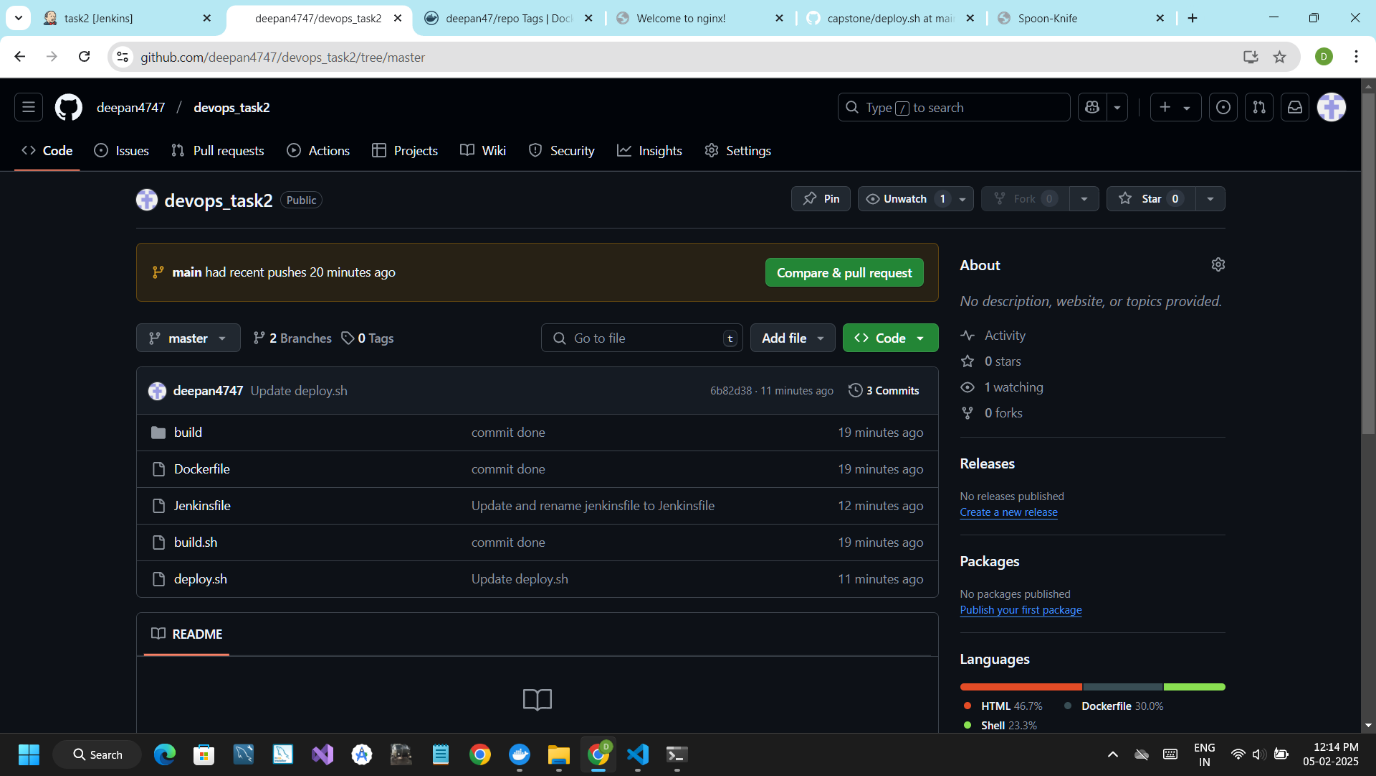 task2 [Jenkins]
deepan4747/devops_task2
deepan47/repo Tags | Doc
Welcome to nginx!
capstone/deploy.sh at mai
Spoon-Knife
github.com/deepan4747/devops_task2/tree/master
D
deepan4747 / devops_task2
Type / to search
Code
Issues
Pull requests
Actions
Projects
Wiki
Security
Insights
Settings
devops_task2 Public
Pin
Unwatch 1
Fork 0
Star 0
main had recent pushes 20 minutes ago
Compare & pull request
master
2 Branches
0 Tags
Go to file t
Add file
Code
deepan4747 Update deploy.sh 6b82d38 · 11 minutes ago 3 Commits
build commit done 19 minutes ago
Dockerfile commit done 19 minutes ago
Jenkinsfile Update and rename jenkinsfile to Jenkinsfile 12 minutes ago
build.sh commit done 19 minutes ago
deploy.sh Update deploy.sh 11 minutes ago
README
About
No description, website, or topics provided.
Activity
0 stars
1 watching
0 forks
Releases
No releases published
Create a new release
Packages
No packages published
Publish your first package
Languages
HTML 46.7% Dockerfile 30.0%
Shell 23.3%
Search
D
ENG
IN
12:14 PM
05-02-2025